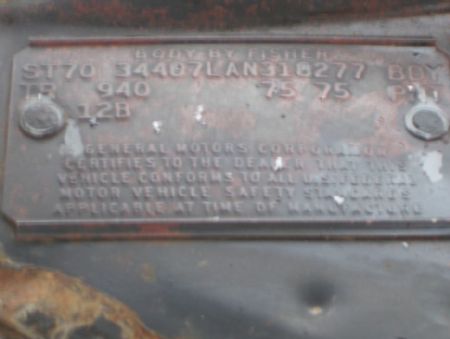 BODY BY FISHER
ST70 34407LAN318277 BDY
TR 940 75 75 PNT
12B
GENERAL MOTORS CORPORATION
CERTIFIES TO THE DEALER THAT THIS
VEHICLE CONFORMS TO ALL U.S. FEDERAL
MOTOR VEHICLE SAFETY STANDARDS
APPLICABLE AT TIME OF MANUFACTURE